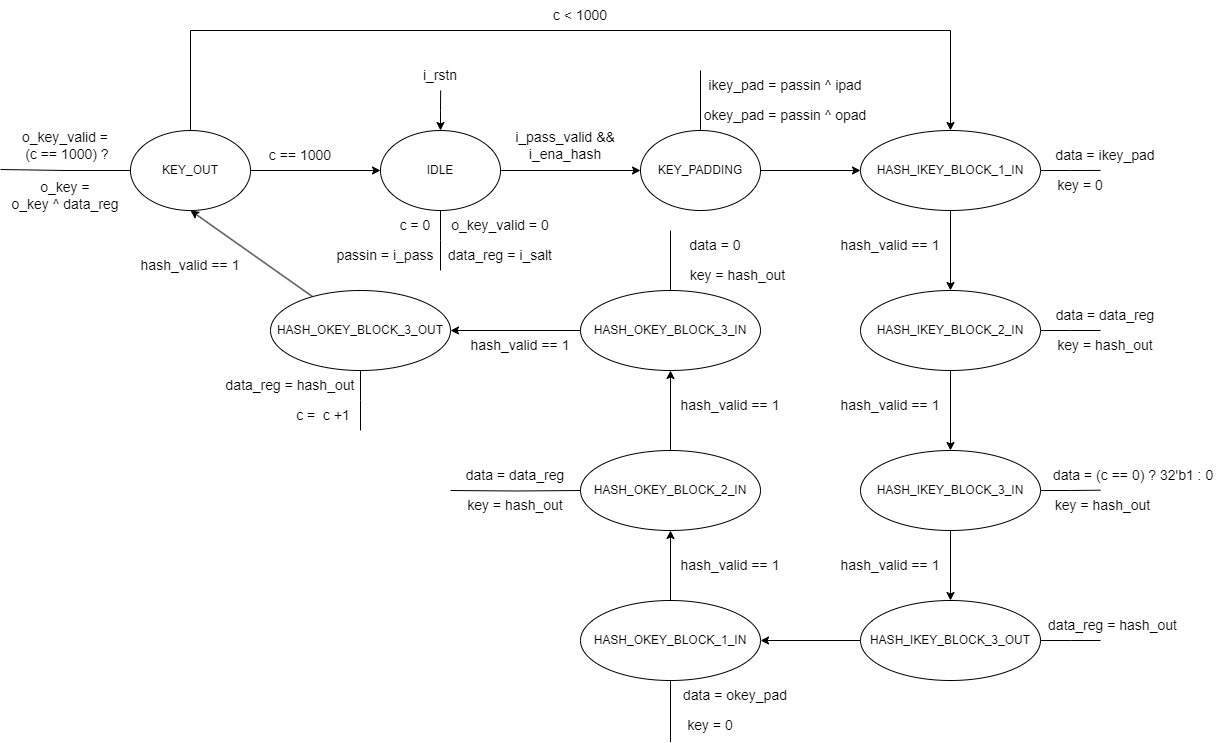 c < 1000
i_rstn
ikey_pad = passin ^ ipad
okey_pad = passin ^ opad
o_key_valid =
(c == 1000) ?
o_key =
o_key ^ data_reg
KEY_OUT
c == 1000
IDLE
i_pass_valid &&
i_ena_hash
KEY_PADDING
HASH_IKEY_BLOCK_1_IN
data = ikey_pad
key = 0
c = 0
o_key_valid = 0
passin = i_pass
data_reg = i_salt
hash_valid == 1
data = 0
key = hash_out
hash_valid == 1
HASH_OKEY_BLOCK_3_OUT
hash_valid == 1
HASH_OKEY_BLOCK_3_IN
HASH_IKEY_BLOCK_2_IN
data = data_reg
key = hash_out
data_reg = hash_out
c =  c +1
hash_valid == 1
hash_valid == 1
data = data_reg
key = hash_out
HASH_OKEY_BLOCK_2_IN
HASH_IKEY_BLOCK_3_IN
data = (c == 0) ? 32'b1 : 0
key = hash_out
hash_valid == 1
hash_valid == 1
HASH_OKEY_BLOCK_1_IN
HASH_IKEY_BLOCK_3_OUT
data_reg = hash_out
data = okey_pad
key = 0